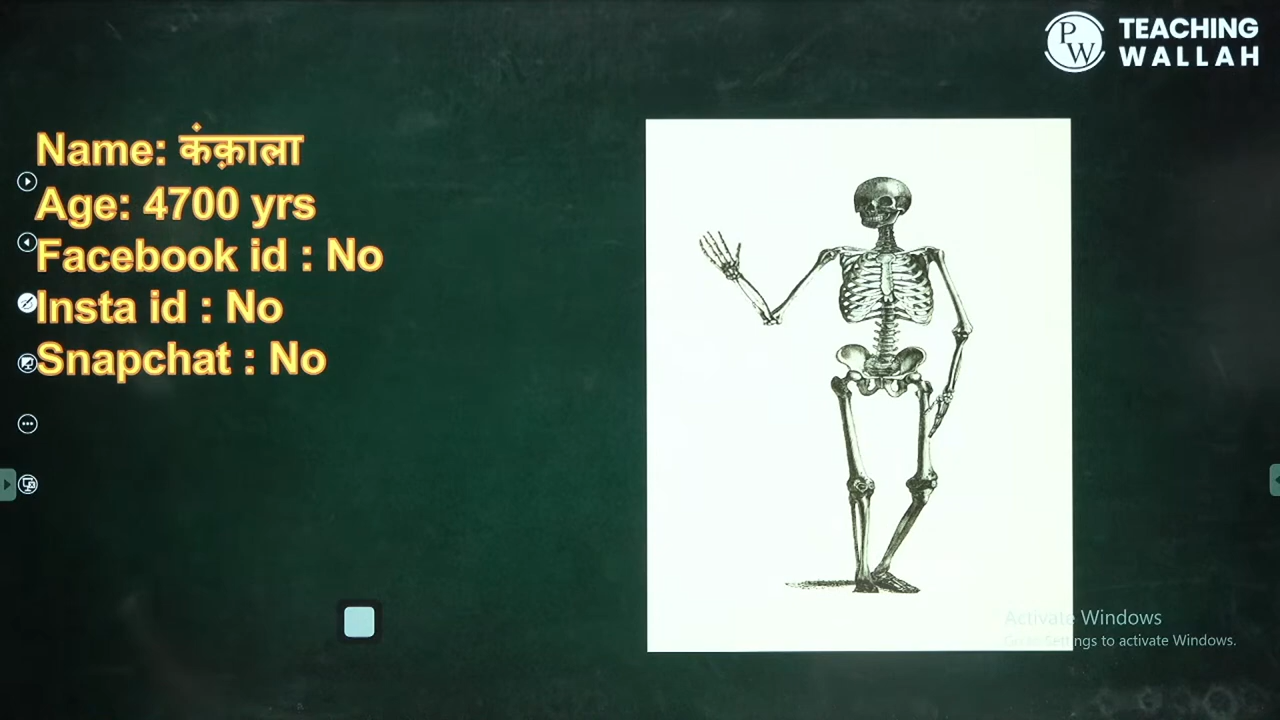 PW
TEACHING
WALLAH
Name: कंक़ाला
Age: 4700 yrs
Facebook id : No
Insta id : No
Snapchat : No
Activate Windows
Go to Settings to activate Windows.